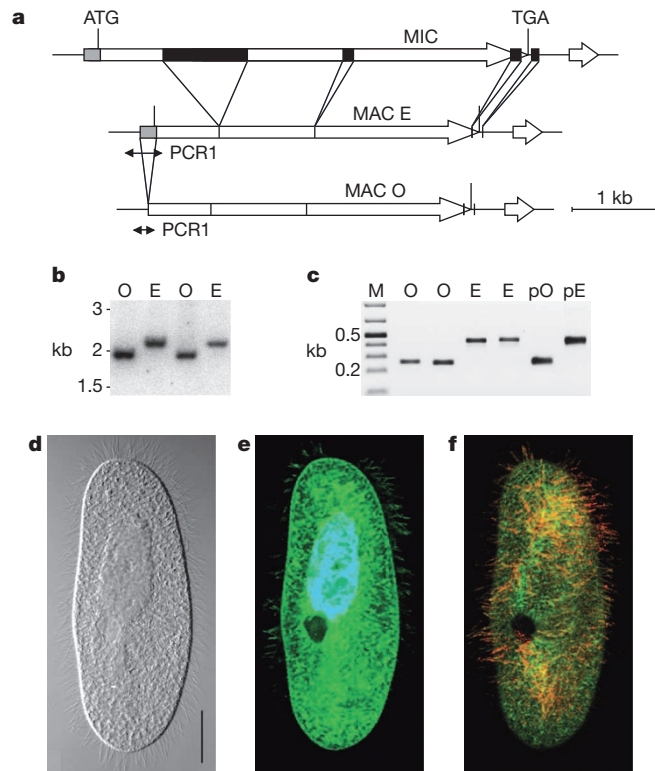 a
ATG
TGA
MIC
MAC E
PCR1
MAC O
PCR1
1 kb
b
O E O E
3
kb
2
1.5
c
M O O E E pO pE
0.5
kb
0.2
d
e
f